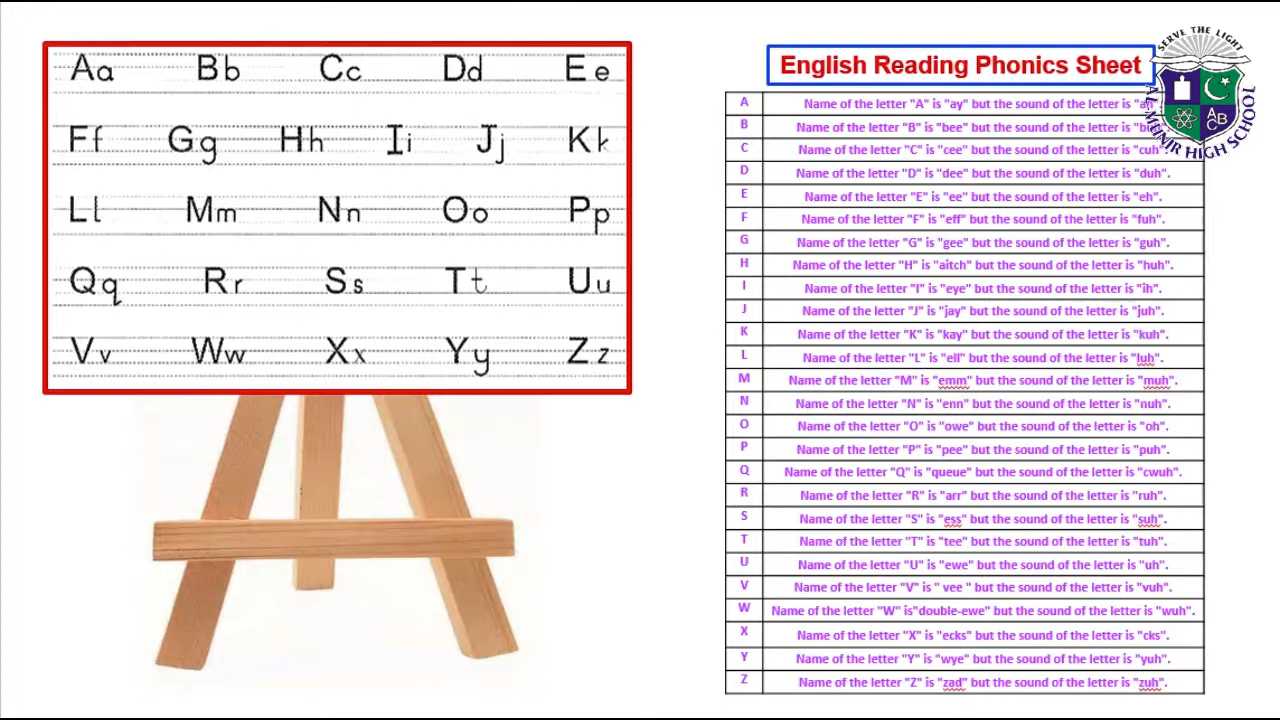 Aa Bb Cc Dd Ee
Ff Gg Hh Ii Jj Kk
Ll Mm Nn Oo Pp
Qq Rr Ss Tt Uu
Vv Ww Xx Yy Zz
English Reading Phonics Sheet
SERVE THE LIGHT
ABC
AL-MENIR HIGH SCHOOL
A Name of the letter "A" is "ay" but the sound of the letter is
B Name of the letter "B" is "bee" but the sound of the letter is
C Name of the letter "C" is "cee" but the sound of the letter is "cuh".
D Name of the letter "D" is "dee" but the sound of the letter is "duh".
E Name of the letter "E" is "ee" but the sound of the letter is "eh".
F Name of the letter "F" is "eff" but the sound of the letter is "fuh".
G Name of the letter "G" is "gee" but the sound of the letter is "guh".
H Name of the letter "H" is "aitch" but the sound of the letter is "huh".
I Name of the letter "I" is "eye" but the sound of the letter is "ih".
J Name of the letter "J" is "jay" but the sound of the letter is "juh".
K Name of the letter "K" is "kay" but the sound of the letter is "kuh".
L Name of the letter "L" is "ell" but the sound of the letter is "luh".
M Name of the letter "M" is "emm" but the sound of the letter is "muh".
N Name of the letter "N" is "enn" but the sound of the letter is "nuh".
O Name of the letter "O" is "owe" but the sound of the letter is "oh".
P Name of the letter "P" is "pee" but the sound of the letter is "puh".
Q Name of the letter "Q" is "queue" but the sound of the letter is "cwuh".
R Name of the letter "R" is "arr" but the sound of the letter is "ruh".
S Name of the letter "S" is "ess" but the sound of the letter is "suh".
T Name of the letter "T" is "tee" but the sound of the letter is "tuh".
U Name of the letter "U" is "ewe" but the sound of the letter is "uh".
V Name of the letter "V" is " vee " but the sound of the letter is "vuh".
W Name of the letter "W" is"double-ewe" but the sound of the letter is "wuh".
X Name of the letter "X" is "ecks" but the sound of the letter is "cks".
Y Name of the letter "Y" is "wye" but the sound of the letter is "yuh".
Z Name of the letter "Z" is "zad" but the sound of the letter is "zuh".